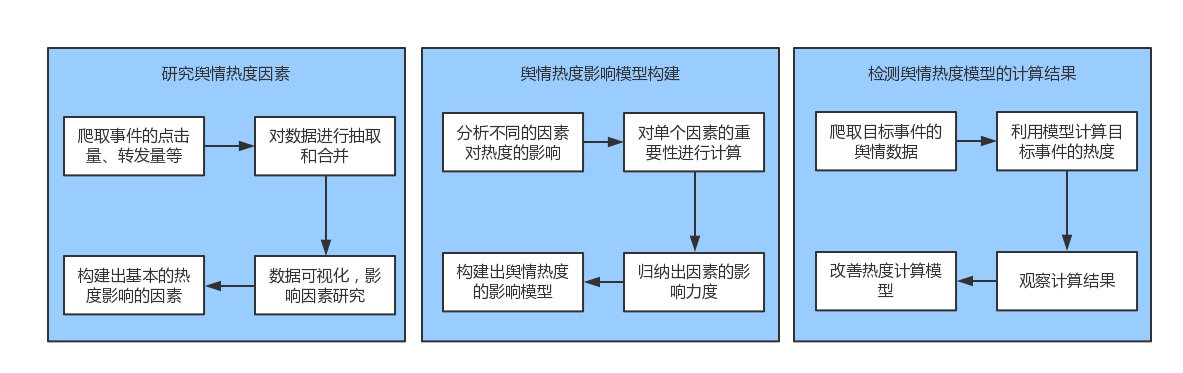 研究舆情热度因素
爬取事件的点击
量、转发量等
对数据进行抽取
和合并
构建出基本的热
度影响的因素
数据可视化，影
响因素研究
舆情热度影响模型构建
分析不同的因素
对热度的影响
对单个因素的重
要性进行计算
构建出舆情热度
的影响模型
归纳出因素的影
响力度
检测舆情热度模型的计算结果
爬取目标事件的
舆情数据
利用模型计算目
标事件的热度
改善热度计算模
型
观察计算结果